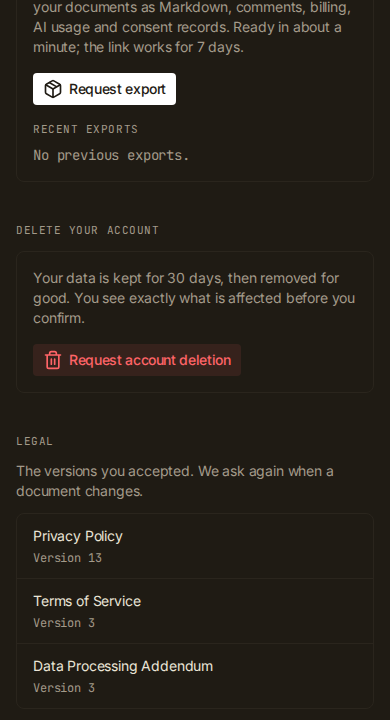 your documents as Markdown, comments, billing,
AI usage and consent records. Ready in about a
minute; the link works for 7 days.
Request export
RECENT EXPORTS
No previous exports.
DELETE YOUR ACCOUNT
Your data is kept for 30 days, then removed for
good. You see exactly what is affected before you
confirm.
Request account deletion
LEGAL
The versions you accepted. We ask again when a
document changes.
Privacy Policy
Version 13
Terms of Service
Version 3
Data Processing Addendum
Version 3